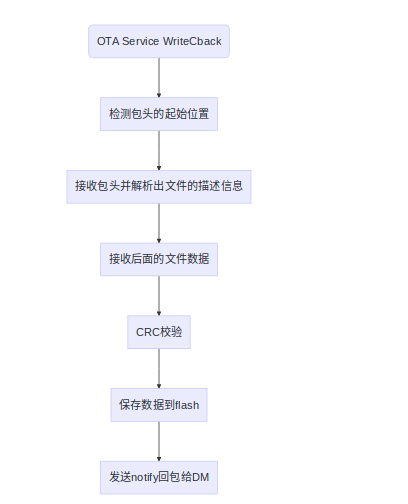 OTA Service WriteCback
检测包头的起始位置
接收包头并解析出文件的描述信息
接收后面的文件数据
CRC校验
保存数据到flash
发送notify回包给DM